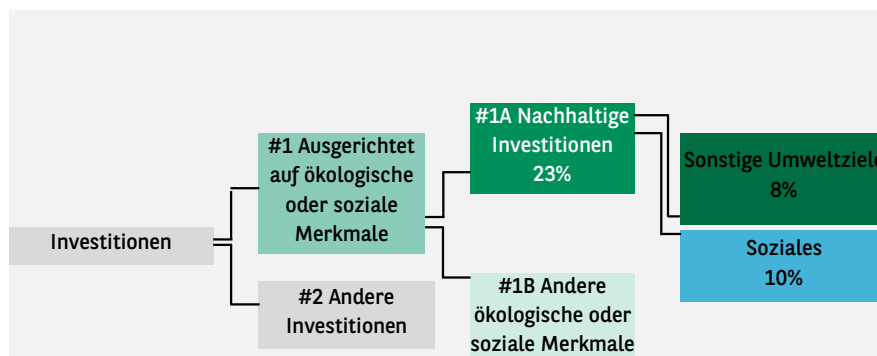 Investitionen
#1 Ausgerichtet
auf ökologische
oder soziale
Merkmale
#2 Andere
Investitionen
#1A Nachhaltige
Investitionen
23%
#1B Andere
ökologische oder
soziale Merkmale
Sonstige Umweltziele
8%
Soziales
10%